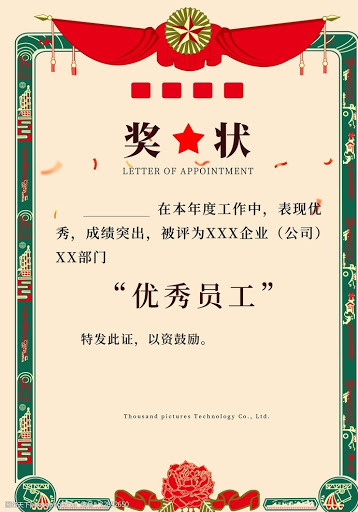 奖★状
LETTER OF APPOINTMENT
________ 在本年度工作中，表现优
秀，成绩突出，被评为XXX企业（公司）
XX部门
“优秀员工”
特发此证，以资鼓励。
Thousand pictures Technology Co., Ltd.